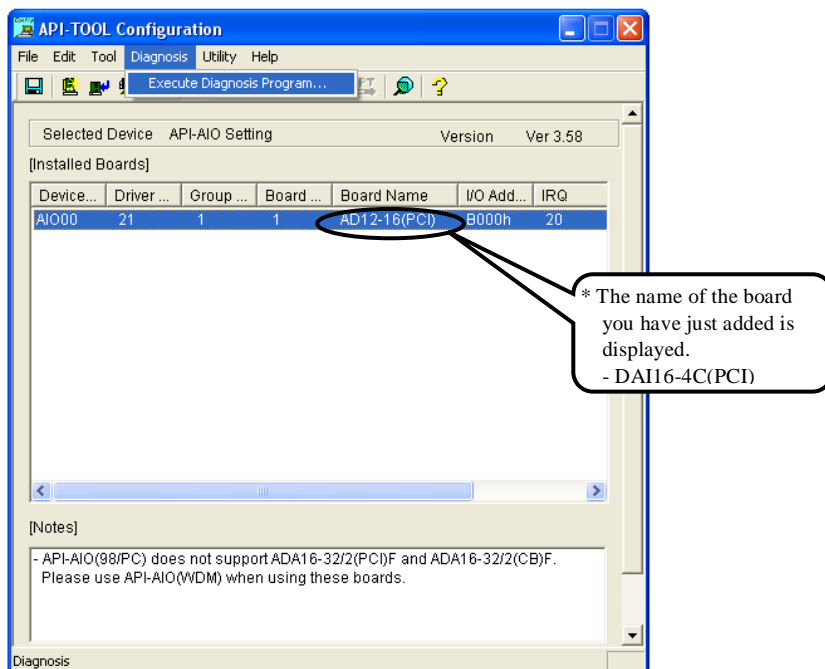 API-TOOL Configuration
File Edit Tool Diagnosis Utility Help
Execute Diagnosis Program...
Selected Device API-AIO Setting Version Ver 3.58
[Installed Boards]
Device... Driver ... Group ... Board ... Board Name I/O Add... IRQ
AIO00 21 1 1 AD12-16(PCI) B000h 20
* The name of the board
you have just added is
displayed.
- DAI16-4C(PCI)
[Notes]
- API-AIO(98/PC) does not support ADA16-32/2(PCI)F and ADA16-32/2(CB)F.
Please use API-AIO(WDM) when using these boards.
Diagnosis